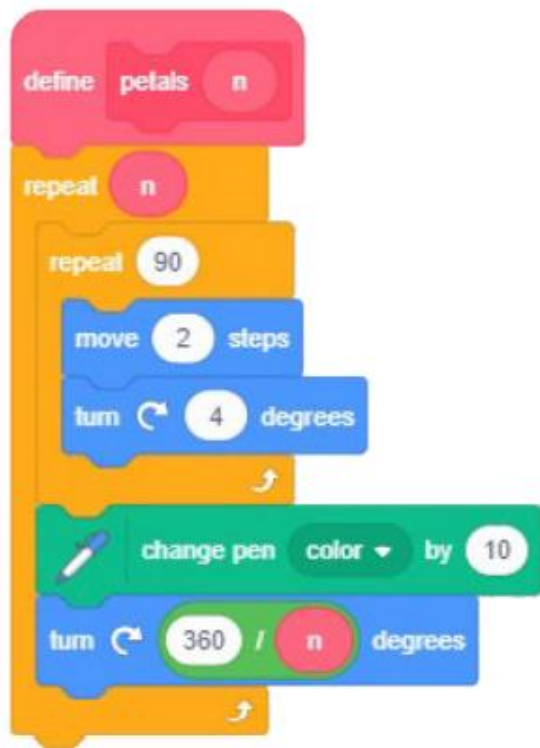 define petals n
repeat n
repeat 90
move 2 steps
turn 4 degrees
change pen color by 10
turn 360 / n degrees